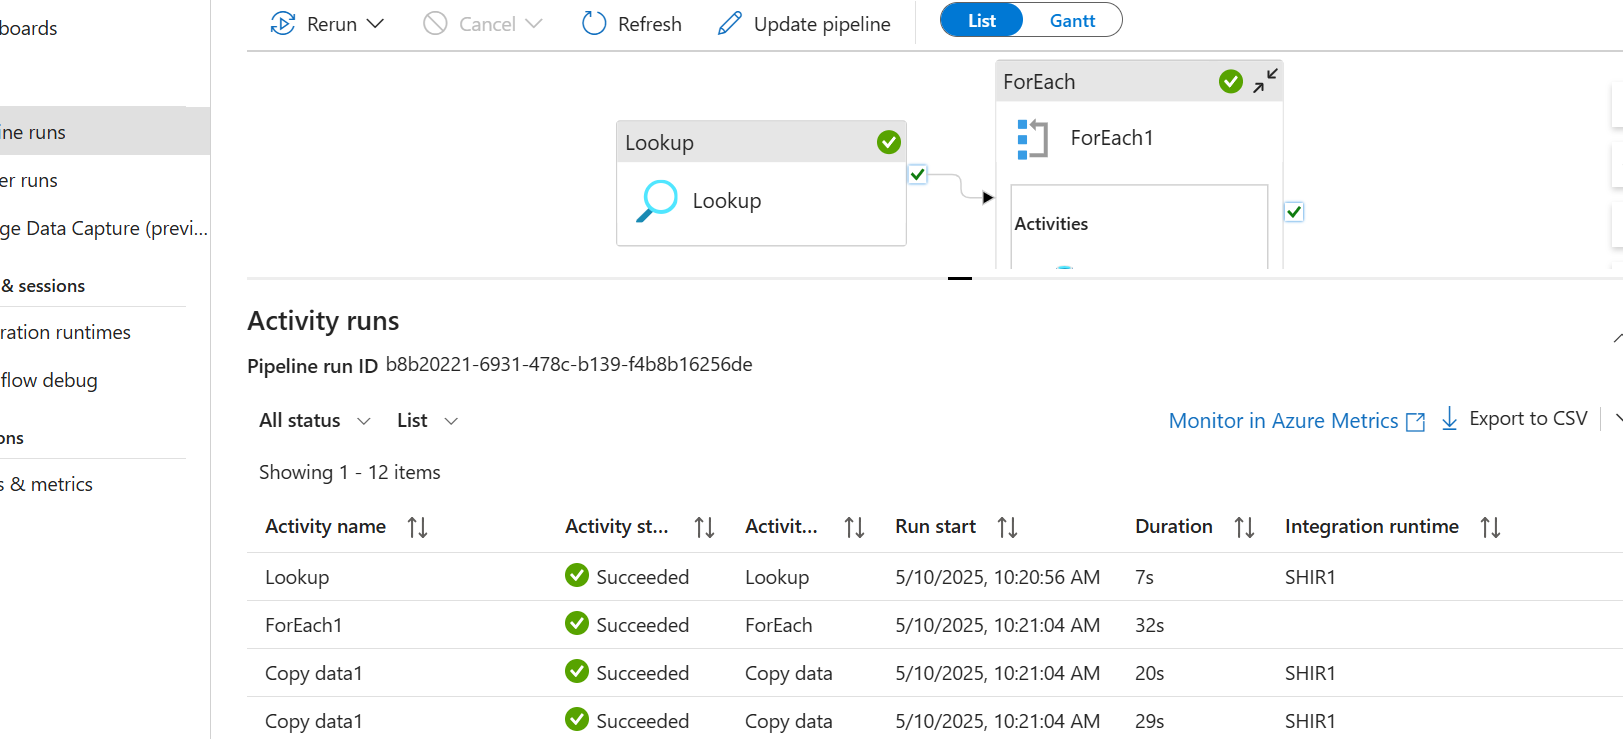 boards
Rerun Cancel Refresh Update pipeline List Gantt
ForEach
ine runs
Lookup
ForEach1
er runs
Lookup
ge Data Capture (previ...
Activities
& sessions
Activity runs
ration runtimes
Pipeline run ID b8b20221-6931-478c-b139-f4b8b16256de
flow debug
All status List Monitor in Azure Metrics Export to CSV
ons
Showing 1 - 12 items
s & metrics
Activity name Activity st... Activit... Run start Duration Integration runtime
Lookup Succeeded Lookup 5/10/2025, 10:20:56 AM 7s SHIR1
ForEach1 Succeeded ForEach 5/10/2025, 10:21:04 AM 32s
Copy data1 Succeeded Copy data 5/10/2025, 10:21:04 AM 20s SHIR1
Copy data1 Succeeded Copy data 5/10/2025, 10:21:04 AM 29s SHIR1